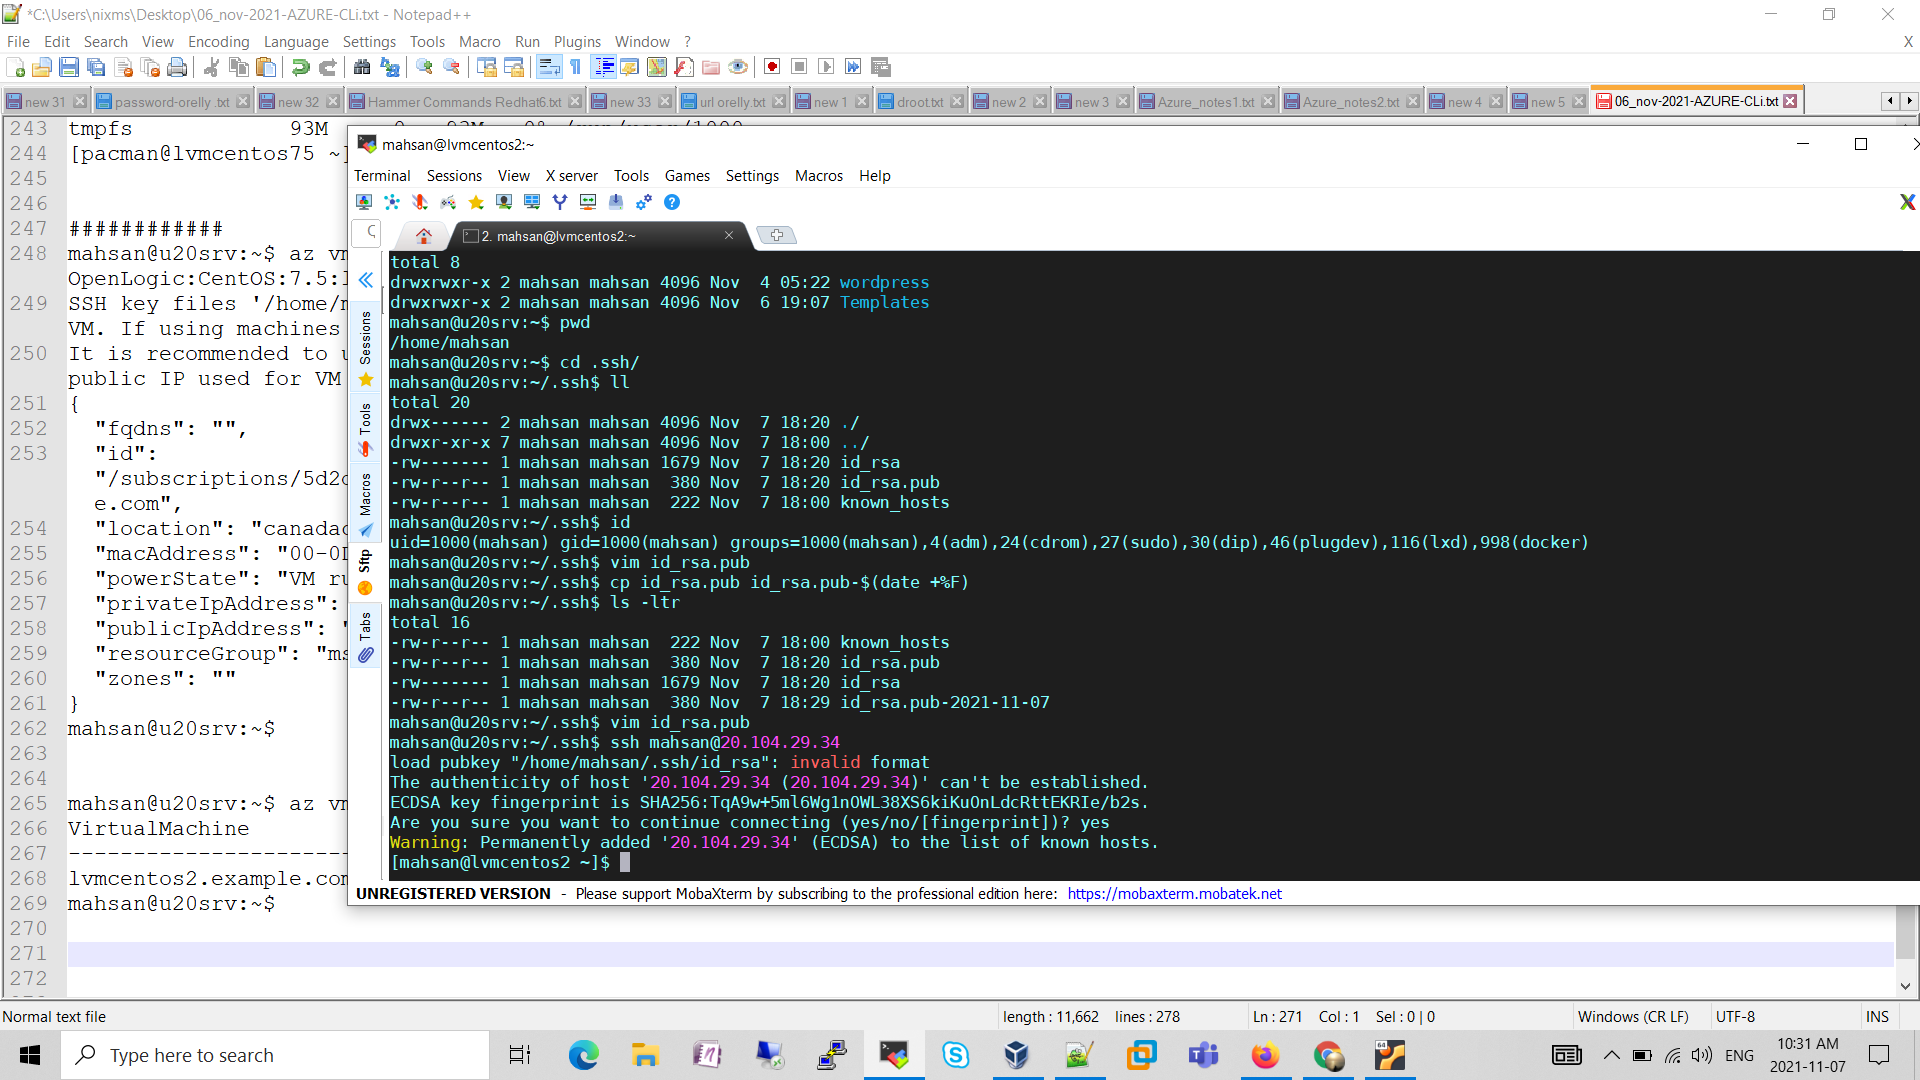 *C:\Users\nixms\Desktop\06_nov-2021-AZURE-CLi.txt - Notepad++
File Edit Search View Encoding Language Settings Tools Macro Run Plugins Window ? X
new 31 password-orelly .txt new 32 Hammer Commands Redhat6.txt new 33 url orelly.txt new 1 droot.txt new 2 new 3 Azure_notes1.txt Azure_notes2.txt new 4 new 5 06_nov-2021-AZURE-CLi.txt
243 tmpfs 93M
244 [pacman@lvmcentos75 ~]
245
246
247 ############
248 mahsan@u20srv:~$ az vm
OpenLogic:CentOS:7.5:
249 SSH key files '/home/m
VM. If using machines
250 It is recommended to u
public IP used for VM
251 {
252 "fqdns": "",
253 "id":
"/subscriptions/5d2c
e.com",
254 "location": "canadac
255 "macAddress": "00-0D
256 "powerState": "VM ru
257 "privateIpAddress":
258 "publicIpAddress": "
259 "resourceGroup": "ms
260 "zones": ""
261 }
262 mahsan@u20srv:~$
263
264
265 mahsan@u20srv:~$ az vm
266 VirtualMachine
267 ----------------------
268 lvmcentos2.example.com
269 mahsan@u20srv:~$
270
271
272
mahsan@lvmcentos2:~
Terminal Sessions View X server Tools Games Settings Macros Help
2. mahsan@lvmcentos2:~
Sessions
Tools
Macros
Sftp
Tabs
total 8
drwxrwxr-x 2 mahsan mahsan 4096 Nov  4 05:22 wordpress
drwxrwxr-x 2 mahsan mahsan 4096 Nov  6 19:07 Templates
mahsan@u20srv:~$ pwd
/home/mahsan
mahsan@u20srv:~$ cd .ssh/
mahsan@u20srv:~/.ssh$ ll
total 20
drwx------ 2 mahsan mahsan 4096 Nov  7 18:20 ./
drwxr-xr-x 7 mahsan mahsan 4096 Nov  7 18:00 ../
-rw------- 1 mahsan mahsan 1679 Nov  7 18:20 id_rsa
-rw-r--r-- 1 mahsan mahsan  380 Nov  7 18:20 id_rsa.pub
-rw-r--r-- 1 mahsan mahsan  222 Nov  7 18:00 known_hosts
mahsan@u20srv:~/.ssh$ id
uid=1000(mahsan) gid=1000(mahsan) groups=1000(mahsan),4(adm),24(cdrom),27(sudo),30(dip),46(plugdev),116(lxd),998(docker)
mahsan@u20srv:~/.ssh$ vim id_rsa.pub
mahsan@u20srv:~/.ssh$ cp id_rsa.pub id_rsa.pub-$(date +%F)
mahsan@u20srv:~/.ssh$ ls -ltr
total 16
-rw-r--r-- 1 mahsan mahsan  222 Nov  7 18:00 known_hosts
-rw-r--r-- 1 mahsan mahsan  380 Nov  7 18:20 id_rsa.pub
-rw------- 1 mahsan mahsan 1679 Nov  7 18:20 id_rsa
-rw-r--r-- 1 mahsan mahsan  380 Nov  7 18:29 id_rsa.pub-2021-11-07
mahsan@u20srv:~/.ssh$ vim id_rsa.pub
mahsan@u20srv:~/.ssh$ ssh mahsan@20.104.29.34
load pubkey "/home/mahsan/.ssh/id_rsa": invalid format
The authenticity of host '20.104.29.34 (20.104.29.34)' can't be established.
ECDSA key fingerprint is SHA256:TqA9w+5ml6Wg1nOWL38XS6kiKuOnLdcRttEKRIe/b2s.
Are you sure you want to continue connecting (yes/no/[fingerprint])? yes
Warning: Permanently added '20.104.29.34' (ECDSA) to the list of known hosts.
[mahsan@lvmcentos2 ~]$
UNREGISTERED VERSION - Please support MobaXterm by subscribing to the professional edition here: https://mobaxterm.mobatek.net
Normal text file length : 11,662 lines : 278 Ln : 271 Col : 1 Sel : 0 | 0 Windows (CR LF) UTF-8 INS
Type here to search
ENG
10:31 AM
2021-11-07